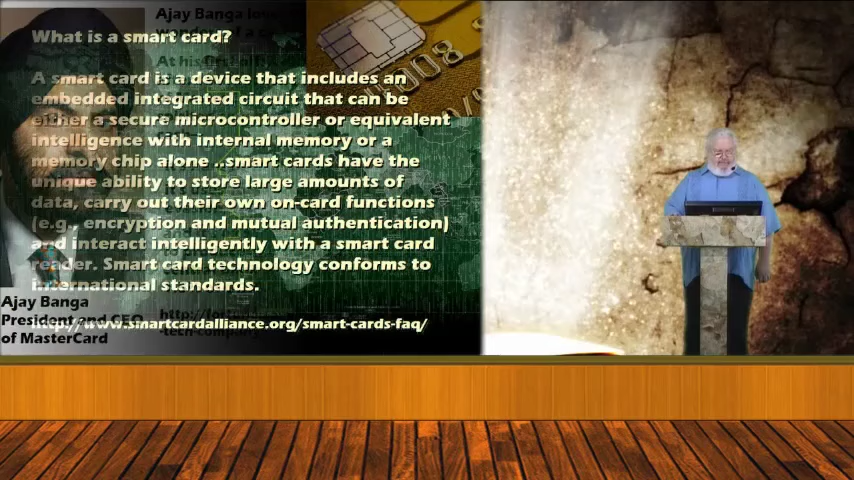 Ajay Banga
What is a smart card?
At his
A smart card is a device that includes an
embedded integrated circuit that can be
either a secure microcontroller or equivalent
intelligence with internal memory or a
memory chip alone ..smart cards have the
unique ability to store large amounts of
data, carry out their own on-card functions
(e.g., encryption and mutual authentication)
and interact intelligently with a smart card
reader. Smart card technology conforms to
international standards.
Ajay Banga
President and CEO
of MasterCard
http://www.smartcardalliance.org/smart-cards-faq/